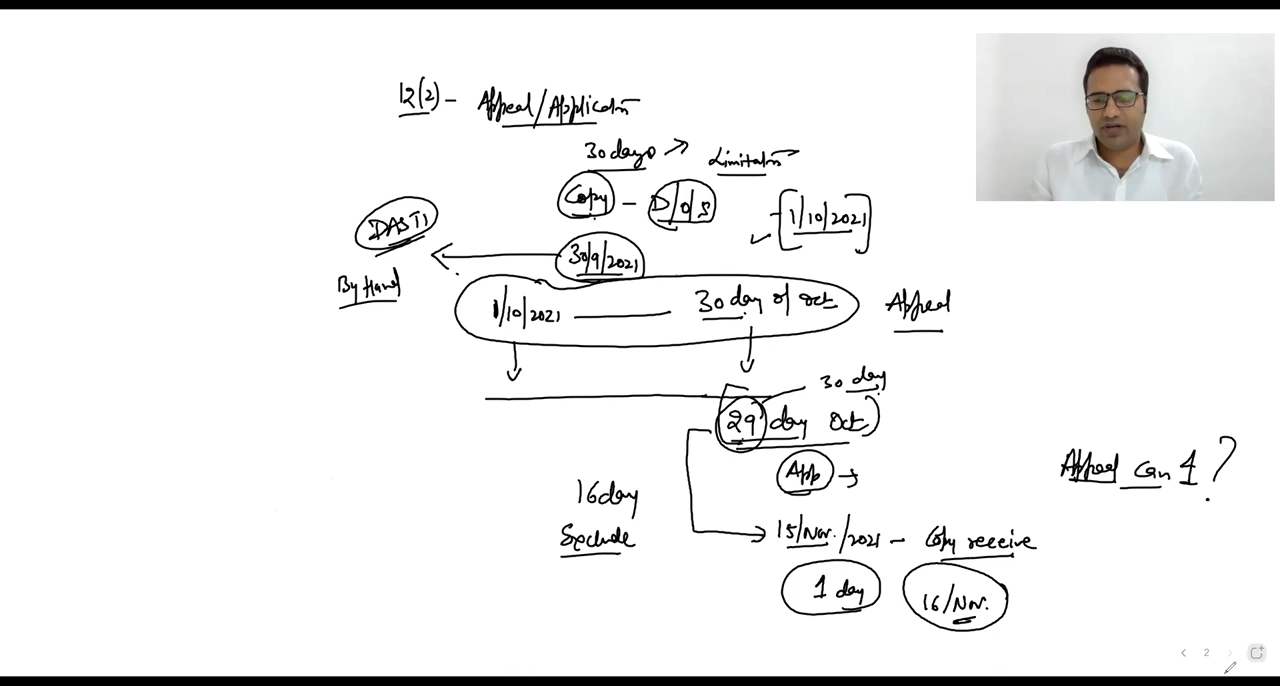 12(2) - Appeal/Application
30 days → Limitation
Copy - D/O/S
[1/10/2021]
DASTI
30/9/2021
By Hand
1/10/2021 30 day of Oct Appeal
30 day
29 day Oct)
App →
Appeal can 1 ?
16 day
Exclude
15/Nov./2021 - Copy receive
1 day 16/Nov.
2